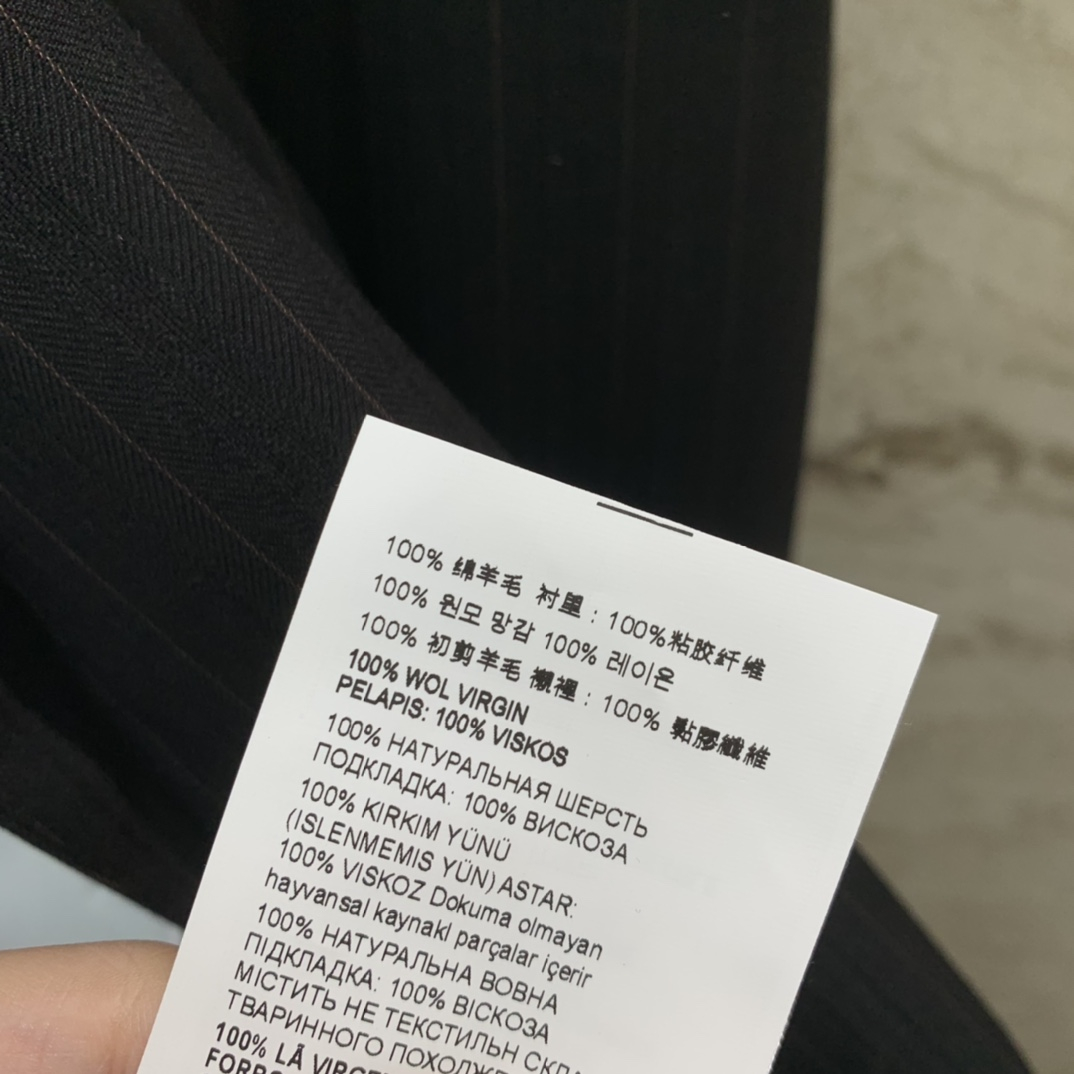 100% 绵羊毛 衬里 : 100%粘胶纤维
100% 원모 망감 100% 레이온
100% 初剪羊毛 襯裡 : 100% 黏膠纖維
100% WOL VIRGIN
PELAPIS: 100% VISKOS
100% НАТУРАЛЬНАЯ ШЕРСТЬ
ПОДКЛАДКА: 100% ВИСКОЗА
100% KIRKIM YÜNÜ
(ISLENMEMIS YÜN) ASTAR:
100% VISKOZ Dokuma olmayan
hayvansal kaynakl parçalar içerir
100% НАТУРАЛЬНА ВОВНА
ПІДКЛАДКА: 100% ВІСКОЗА
МІСТИТЬ НЕ ТЕКСТИЛЬН
ТВАРИННОГО
100% LÃ